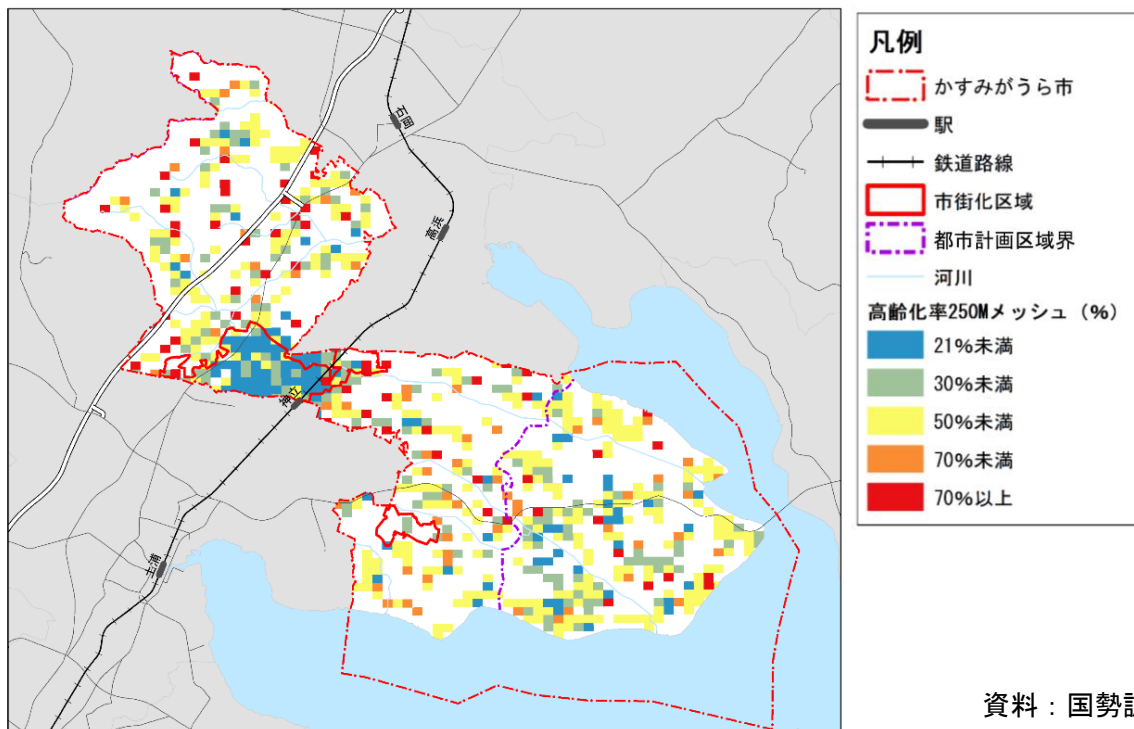 石岡
高浜
神立
土浦
凡例
かすみがうら市
駅
鉄道路線
市街化区域
都市計画区域界
河川
高齢化率250Mメッシュ（%）
21%未満
30%未満
50%未満
70%未満
70%以上
資料：国勢